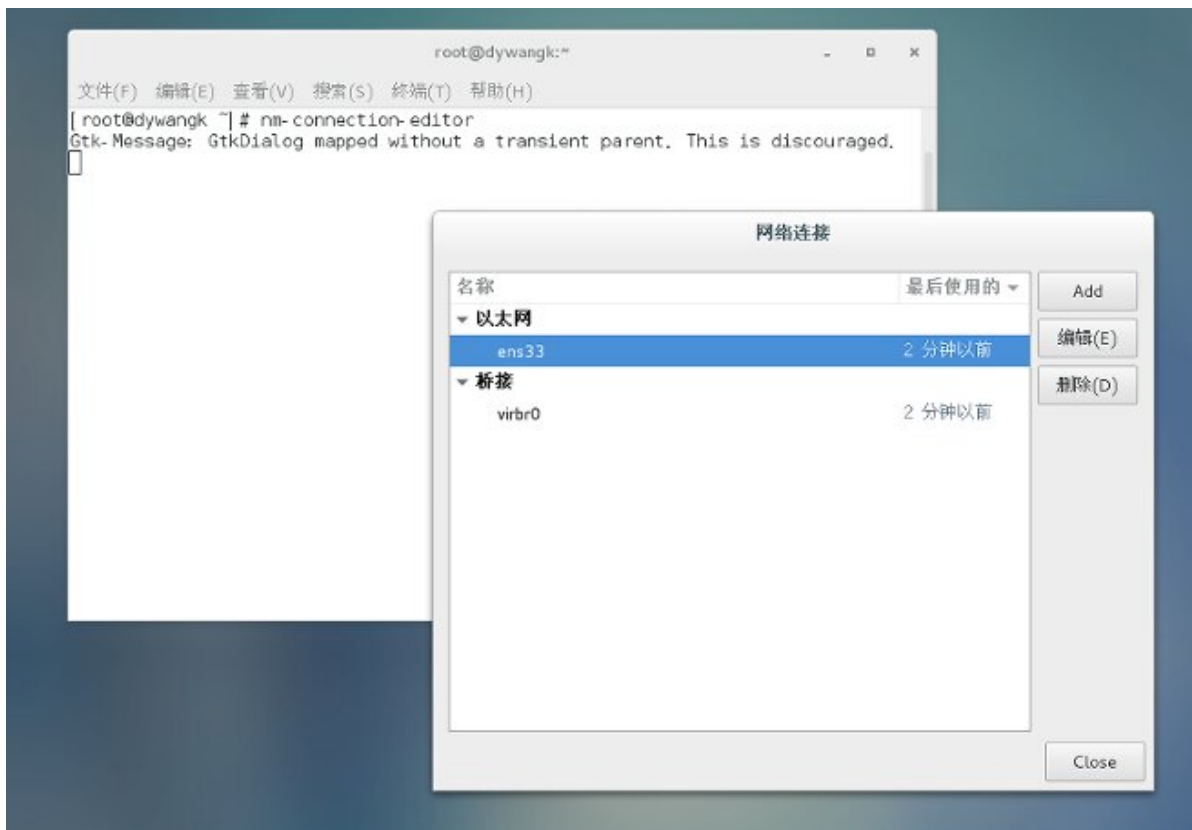 root@dywangk:~
文件(F) 编辑(E) 查看(V) 搜索(S) 终端(T) 帮助(H)
[root@dywangk ~]# nm-connection-editor
Gtk-Message: GtkDialog mapped without a transient parent. This is discouraged.
网络连接
名称 最后使用的
Add
以太网
编辑(E)
ens33 2 分钟以前
桥接
删除(D)
virbr0 2 分钟以前
Close